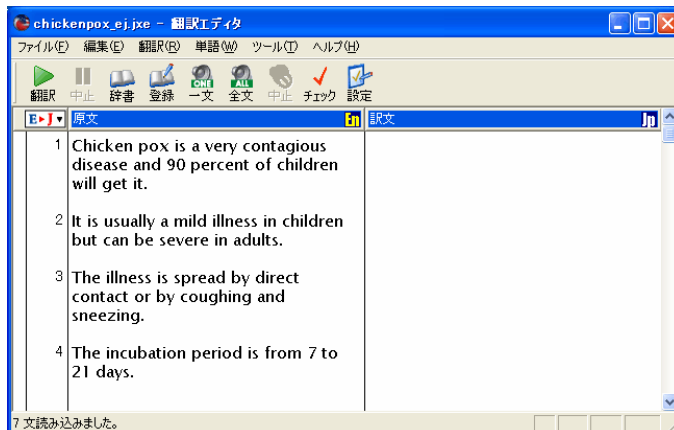 chickenpox_ej.jxe - 翻訳エディタ
ファイル(F) 編集(E) 翻訳(R) 単語(W) ツール(T) ヘルプ(H)
ONE ALL
翻訳 中止 辞書 登録 一文 全文 中止 チェック 設定
E▸J▾ 原文 En 訳文 Jp
1 Chicken pox is a very contagious
disease and 90 percent of children
will get it.
2 It is usually a mild illness in children
but can be severe in adults.
3 The illness is spread by direct
contact or by coughing and
sneezing.
4 The incubation period is from 7 to
21 days.
7 文読み込みました。